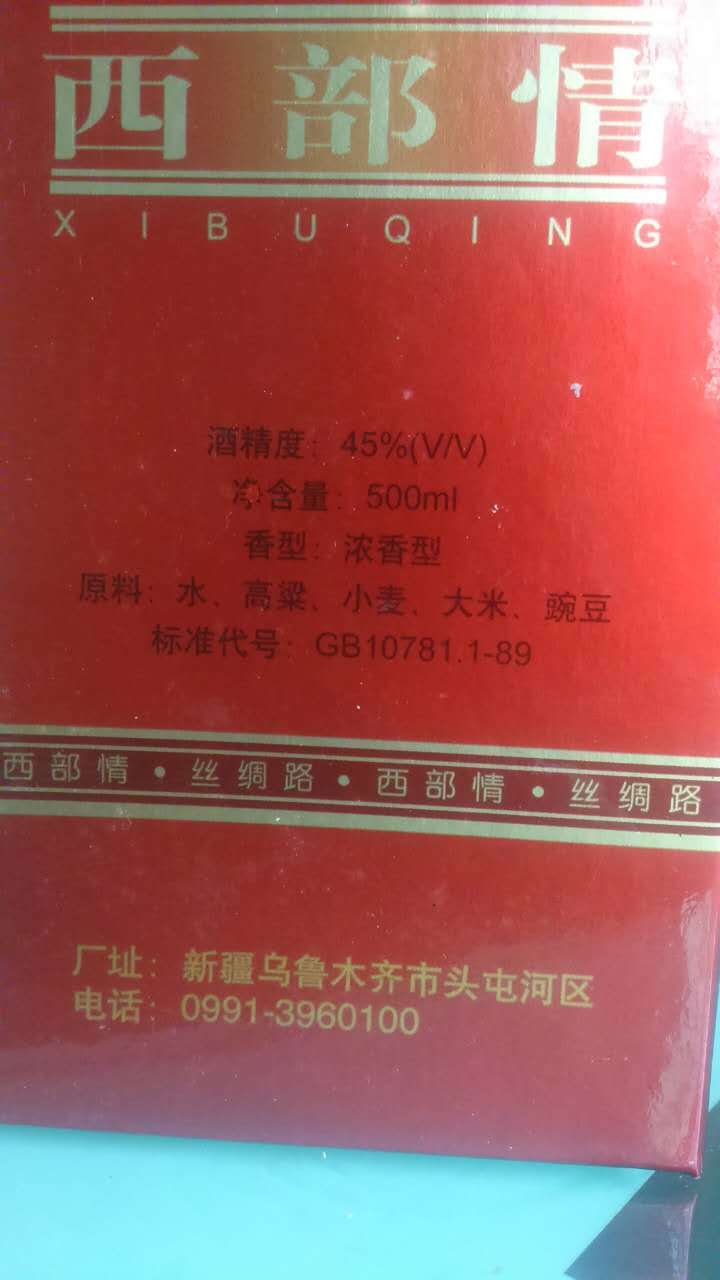 西部情
XIBUQING
酒精度：45%(V/V)
净含量：500ml
香型：浓香型
原料：水、高粱、小麦、大米、豌豆
标准代号：GB10781.1-89
西部情·丝绸路·西部情·丝绸路
厂址：新疆乌鲁木齐市头屯河区
电话：0991-3960100